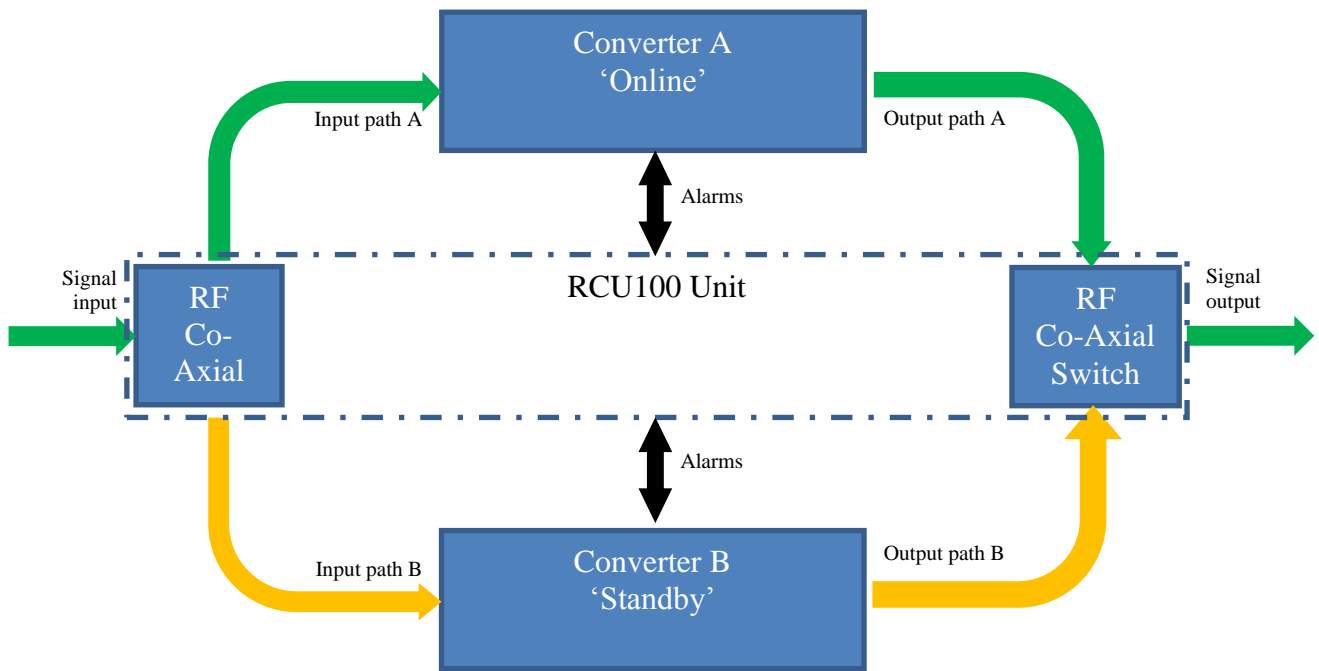 Converter A
‘Online’
Input path A
Output path A
Alarms
Signal
input
RF
Co-
Axial
RCU100 Unit
RF
Co-Axial
Switch
Signal
output
Alarms
Input path B
Converter B
‘Standby’
Output path B